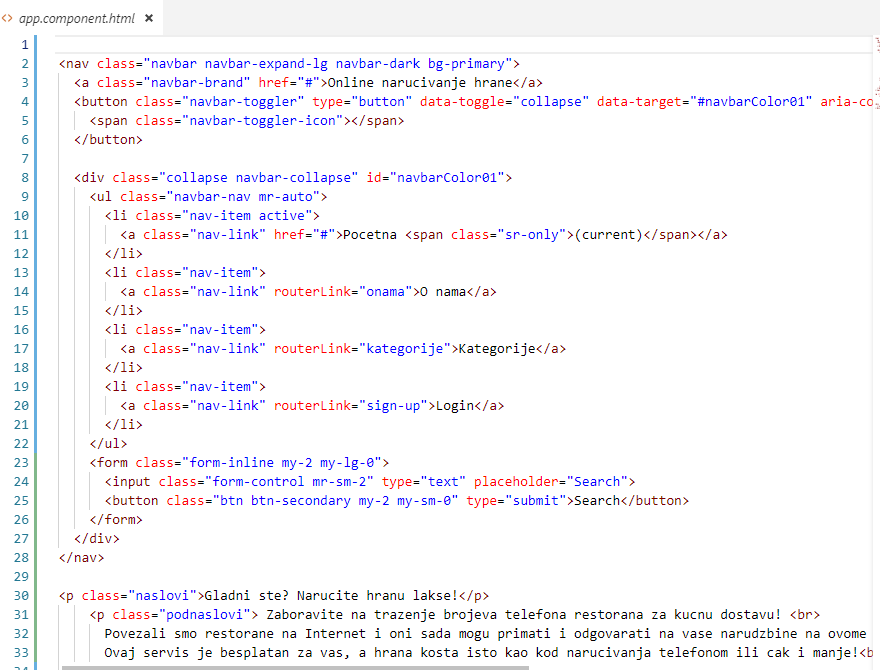 <> app.component.html ×
1
2 <nav class="navbar navbar-expand-lg navbar-dark bg-primary">
3 <a class="navbar-brand" href="#">Online narucivanje hrane</a>
4 <button class="navbar-toggler" type="button" data-toggle="collapse" data-target="#navbarColor01" aria-co
5 <span class="navbar-toggler-icon"></span>
6 </button>
7
8 <div class="collapse navbar-collapse" id="navbarColor01">
9 <ul class="navbar-nav mr-auto">
10 <li class="nav-item active">
11 <a class="nav-link" href="#">Pocetna <span class="sr-only">(current)</span></a>
12 </li>
13 <li class="nav-item">
14 <a class="nav-link" routerLink="onama">O nama</a>
15 </li>
16 <li class="nav-item">
17 <a class="nav-link" routerLink="kategorije">Kategorije</a>
18 </li>
19 <li class="nav-item">
20 <a class="nav-link" routerLink="sign-up">Login</a>
21 </li>
22 </ul>
23 <form class="form-inline my-2 my-lg-0">
24 <input class="form-control mr-sm-2" type="text" placeholder="Search">
25 <button class="btn btn-secondary my-2 my-sm-0" type="submit">Search</button>
26 </form>
27 </div>
28 </nav>
29
30 <p class="naslovi">Gladni ste? Narucite hranu lakse!</p>
31 <p class="podnaslovi"> Zaboravite na trazenje brojeva telefona restorana za kucnu dostavu! <br>
32 Povezali smo restorane na Internet i oni sada mogu primati i odgovarati na vase narudzbine na ovome
33 Ovaj servis je besplatan za vas, a hrana kosta isto kao kod narucivanja telefonom ili cak i manje!<b